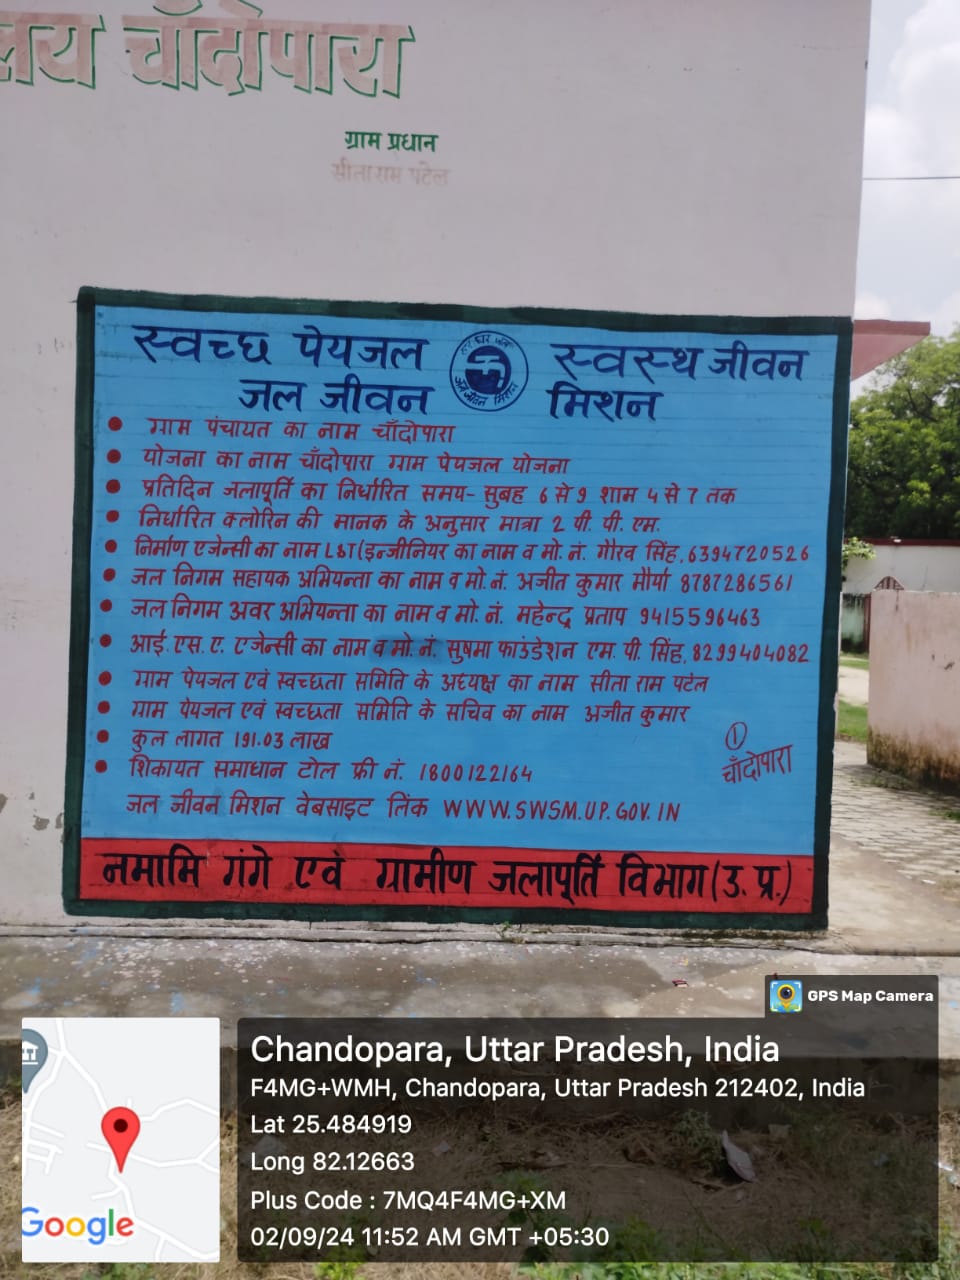 लय चाँदोपारा
ग्राम प्रधान
सीताराम पटेल
स्वच्छ पेयजल स्वस्थ जीवन
हर घर जल
जल जीवन मिशन
जल जीवन मिशन
ग्राम पंचायत का नाम चाँदोपारा
योजना का नाम चाँदोपारा ग्राम पेयजल योजना
प्रतिदिन जलापूर्ति का निर्धारित समय- सुबह 6 से 9 शाम 4 से 7 तक
निर्धारित क्लोरिन की मानक के अनुसार मात्रा 2 पी. पी. एम.
निर्माण एजेन्सी का नाम L&T (इन्जीनियर का नाम व मो. नं. गौरव सिंह, 6394720526
जल निगम सहायक अभियन्ता का नाम व मो. नं. अजीत कुमार मौर्या 8787286561
जल निगम अवर अभियन्ता का नाम व मो. नं. महेन्द्र प्रताप 9415596463
आई. एस. ए. एजेन्सी का नाम व मो. नं. सुषमा फाउंडेशन एम. पी. सिंह, 8299404082
ग्राम पेयजल एवं स्वच्छता समिति के अध्यक्ष का नाम सीता राम पटेल
ग्राम पेयजल एवं स्वच्छता समिति के सचिव का नाम अजीत कुमार
कुल लागत 191.03 लाख
शिकायत समाधान टोल फ्री नं. 1800122164
1
चाँदोपारा
जल जीवन मिशन वेबसाइट लिंक WWW.SWSM.UP.GOV.IN
नमामि गंगे एवं ग्रामीण जलापूर्ति विभाग (उ. प्र.)
GPS Map Camera
Chandopara, Uttar Pradesh, India
F4MG+WMH, Chandopara, Uttar Pradesh 212402, India
Lat 25.484919
Long 82.12663
Plus Code : 7MQ4F4MG+XM
02/09/24 11:52 AM GMT +05:30
Google